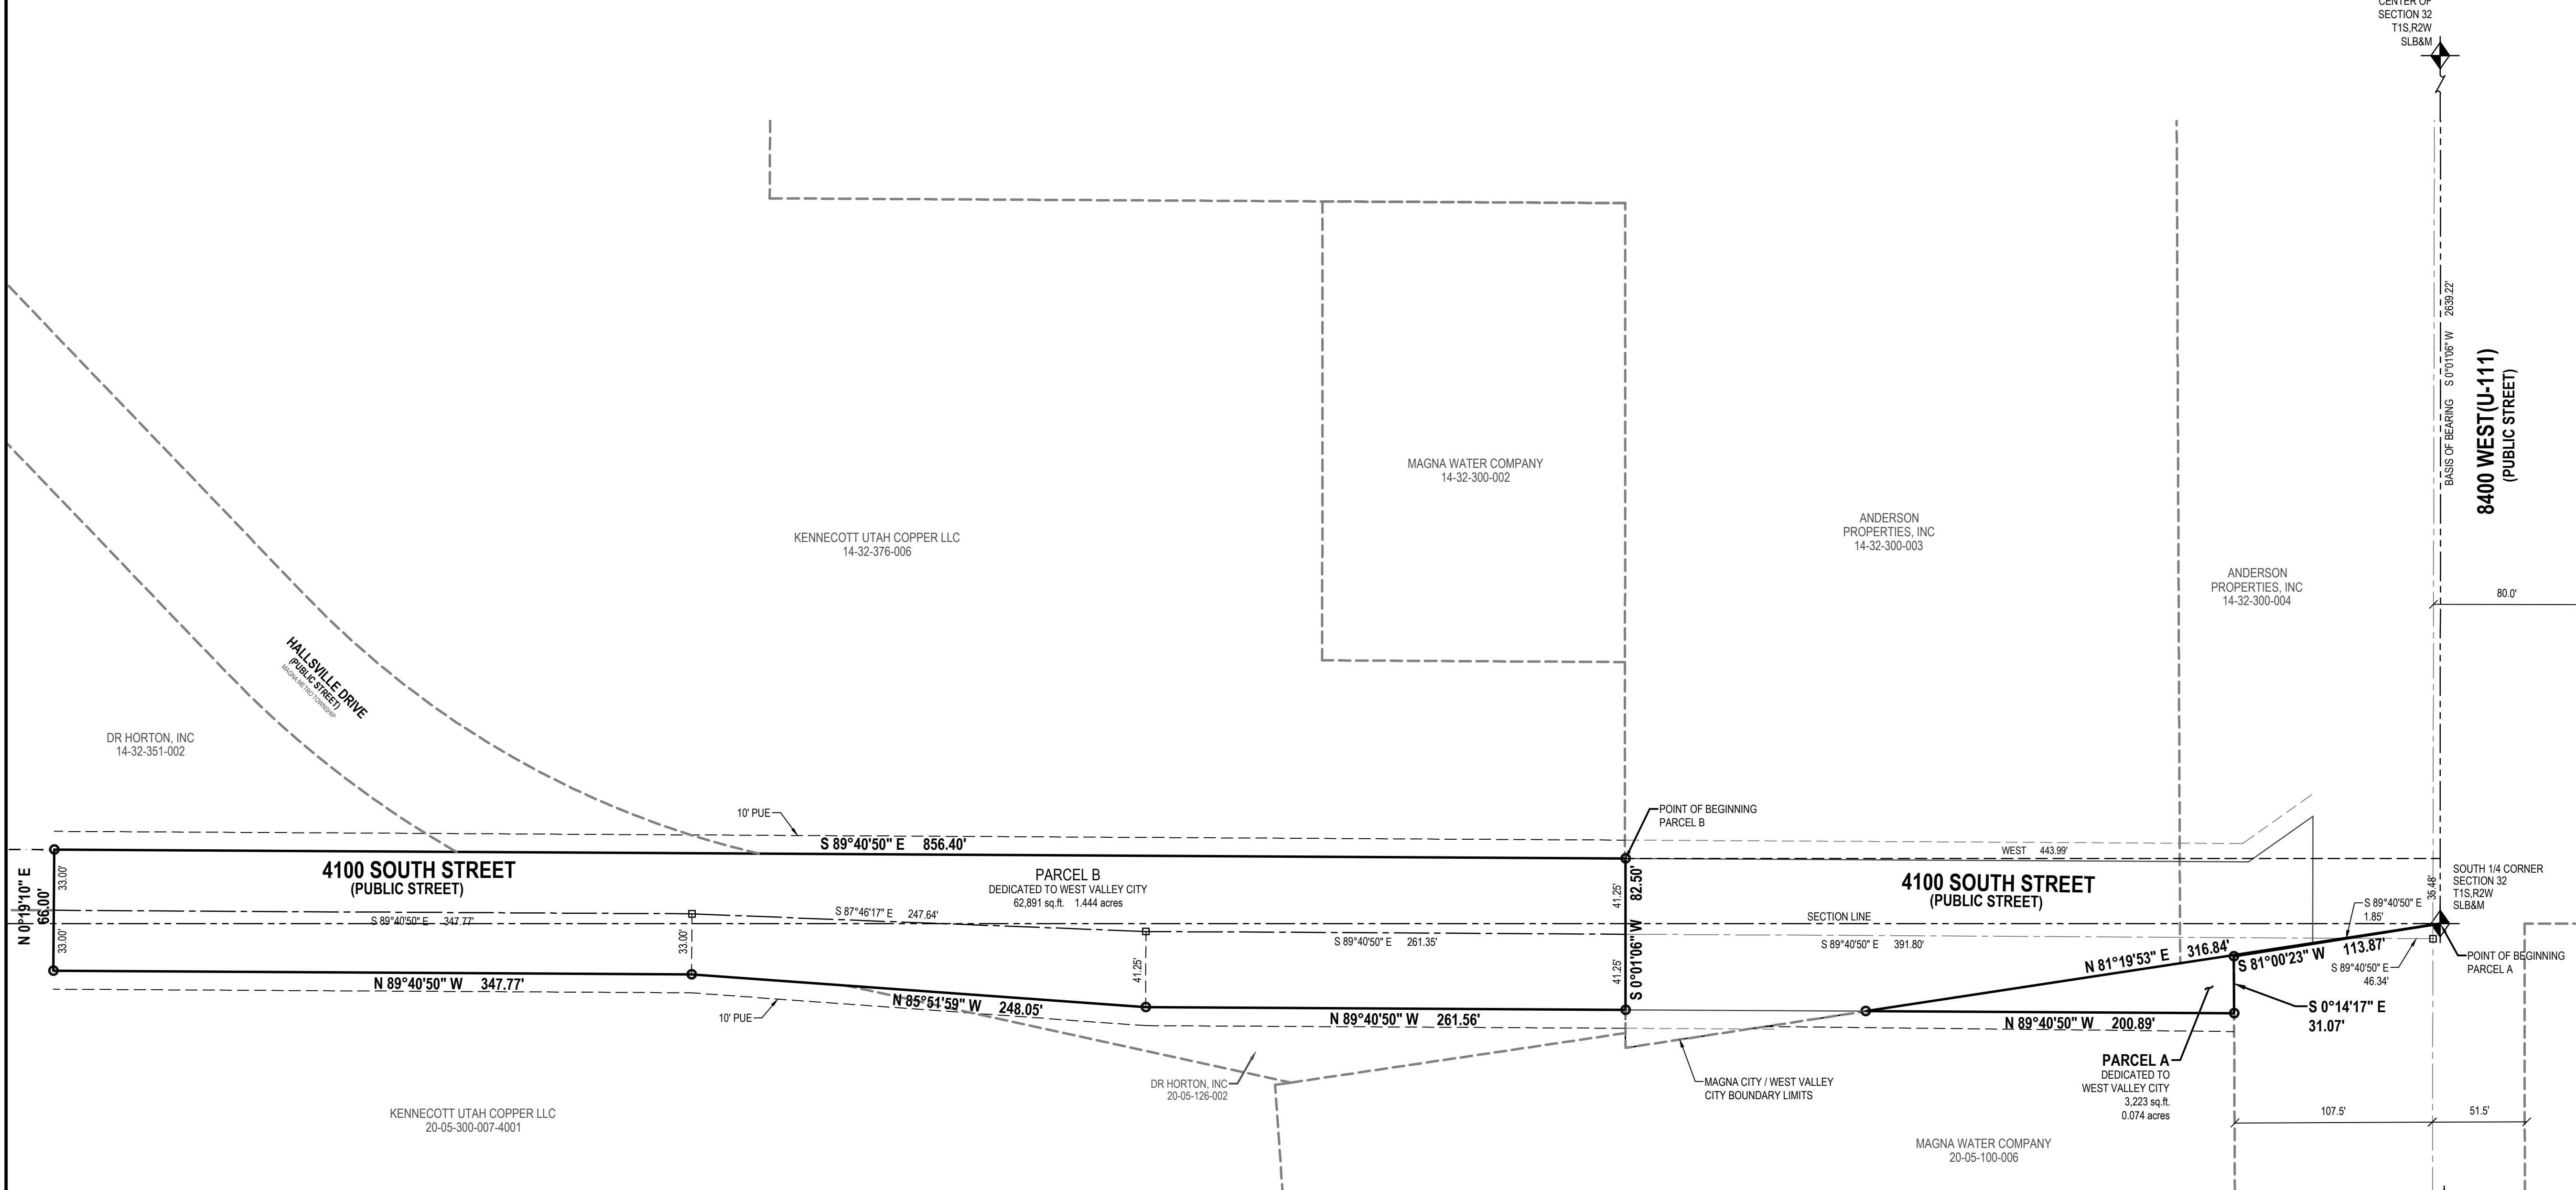 CENTER OF
SECTION 32
T1S,R2W
SLB&M
BASIS OF BEARING S 0°01'06" W 2639.22'
8400 WEST(U-111)
(PUBLIC STREET)
MAGNA WATER COMPANY
14-32-300-002
KENNECOTT UTAH COPPER LLC
14-32-376-006
ANDERSON
PROPERTIES, INC
14-32-300-003
ANDERSON
PROPERTIES, INC
14-32-300-004
80.0'
HALLSVILLE DRIVE
(PUBLIC STREET)
MAGNA METRO TOWNSHIP
DR HORTON, INC
14-32-351-002
10' PUE
POINT OF BEGINNING
PARCEL B
S 89°40'50" E 856.40'
WEST 443.99'
N 0°19'10" E
66.00'
33.00'
33.00'
4100 SOUTH STREET
(PUBLIC STREET)
PARCEL B
DEDICATED TO WEST VALLEY CITY
62,891 sq.ft. 1.444 acres
41.25'
82.50'
S 0°01'06" W
41.25'
4100 SOUTH STREET
(PUBLIC STREET)
36.48'
SOUTH 1/4 CORNER
SECTION 32
T1S,R2W
SLB&M
S 89°40'50" E 347.77'
S 87°46'17" E 247.64'
SECTION LINE
S 89°40'50" E
1.85'
33.00'
41.25'
S 89°40'50" E 261.35'
S 89°40'50" E 391.80'
N 81°19'53" E 316.84'
S 81°00'23" W 113.87'
S 89°40'50" E
46.34'
POINT OF BEGINNING
PARCEL A
N 89°40'50" W 347.77'
N 85°51'59" W 248.05'
N 89°40'50" W 261.56'
N 89°40'50" W 200.89'
S 0°14'17" E
31.07'
10' PUE
DR HORTON, INC
20-05-126-002
MAGNA CITY / WEST VALLEY
CITY BOUNDARY LIMITS
PARCEL A
DEDICATED TO
WEST VALLEY CITY
3,223 sq.ft.
0.074 acres
107.5'
51.5'
KENNECOTT UTAH COPPER LLC
20-05-300-007-4001
MAGNA WATER COMPANY
20-05-100-006